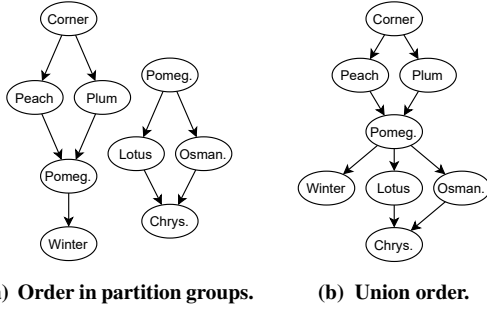 Corner
Peach Plum
Pomeg.
Winter
Pomeg.
Lotus Osman.
Chrys.
) Order in partition groups.
Corner
Peach Plum
Pomeg.
Winter Lotus Osman.
Chrys.
(b) Union order.